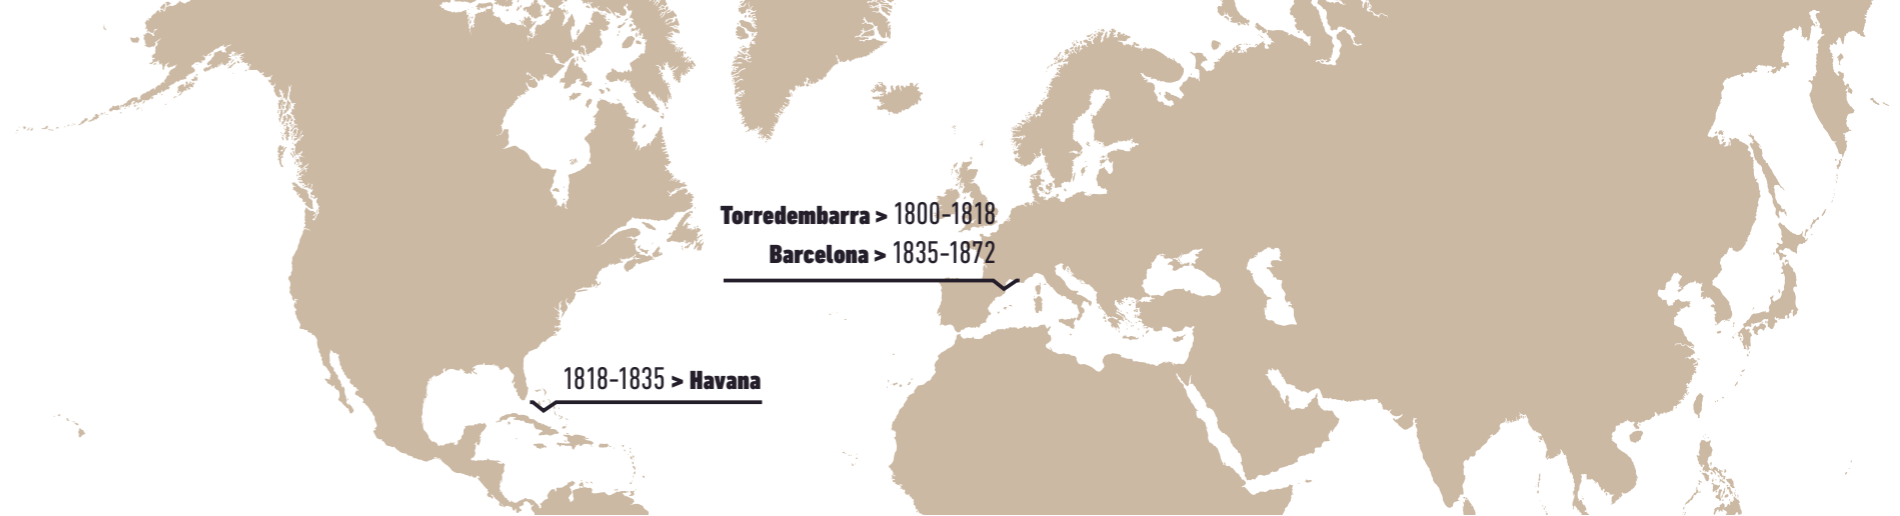 Torredembarra > 1800-1818
Barcelona > 1835-1872
1818-1835 > Havana